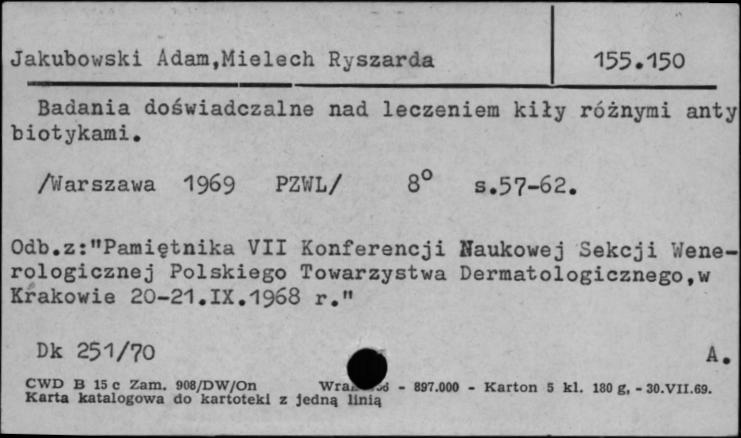 Jakubowski Adam,Mielech Ryszarda
155.150
Badania doświadczalne nad leczeniem kiły różnymi anty
biotykami.
/Warszawa 1969 PZWL/ 8° s.57-62.
Odb.z:"Pamiętnika VII Konferencji Naukowej Sekcji Wene-
rologicznej Polskiego Towarzystwa Dermatologicznego,w
Krakowie 20-21.IX.1968 r."
Dk 251/70
A.
CWD B 15 c Zam. 908/DW/On - 897.000 - Karton 5 kl. 180 g, - 30.VII.69.
Karta katalogowa do kartoteki z jedną linią